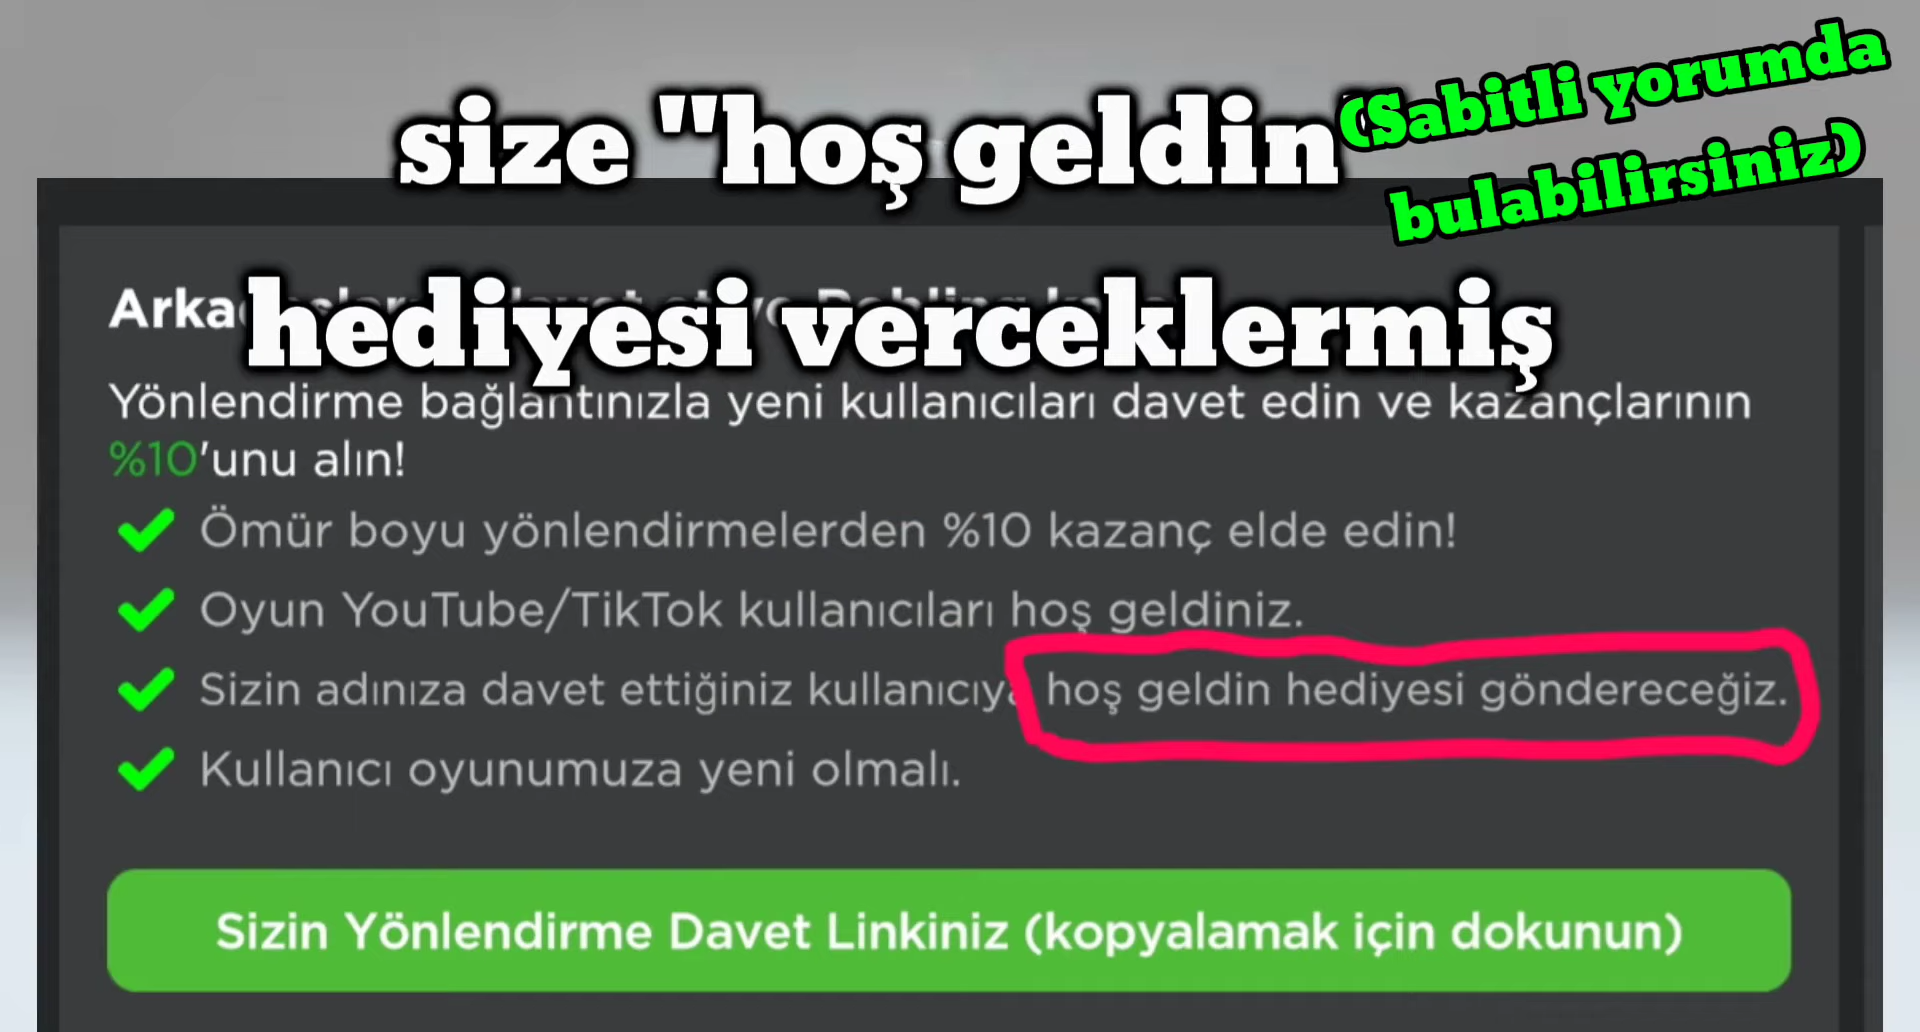 size "hoş geldin
(Sabitli yorumda
bulabilirsiniz)
hediyesi verceklermiş
Yönlendirme bağlantınızla yeni kullanıcıları davet edin ve kazançlarının
%10'unu alın!
Ömür boyu yönlendirmelerden %10 kazanç elde edin!
Oyun YouTube/TikTok kullanıcıları hoş geldiniz.
Sizin adınıza davet ettiğiniz kullanıcıya hoş geldin hediyesi göndereceğiz.
Kullanıcı oyunumuza yeni olmalı.
Sizin Yönlendirme Davet Linkiniz (kopyalamak için dokunun)